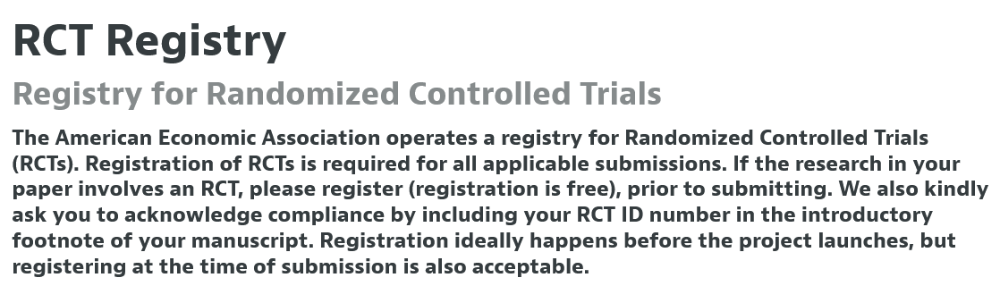 RCT Registry
Registry for Randomized Controlled Trials
The American Economic Association operates a registry for Randomized Controlled Trials
(RCTs). Registration of RCTs is required for all applicable submissions. If the research in your
paper involves an RCT, please register (registration is free), prior to submitting. We also kindly
ask you to acknowledge compliance by including your RCT ID number in the introductory
footnote of your manuscript. Registration ideally happens before the project launches, but
registering at the time of submission is also acceptable.